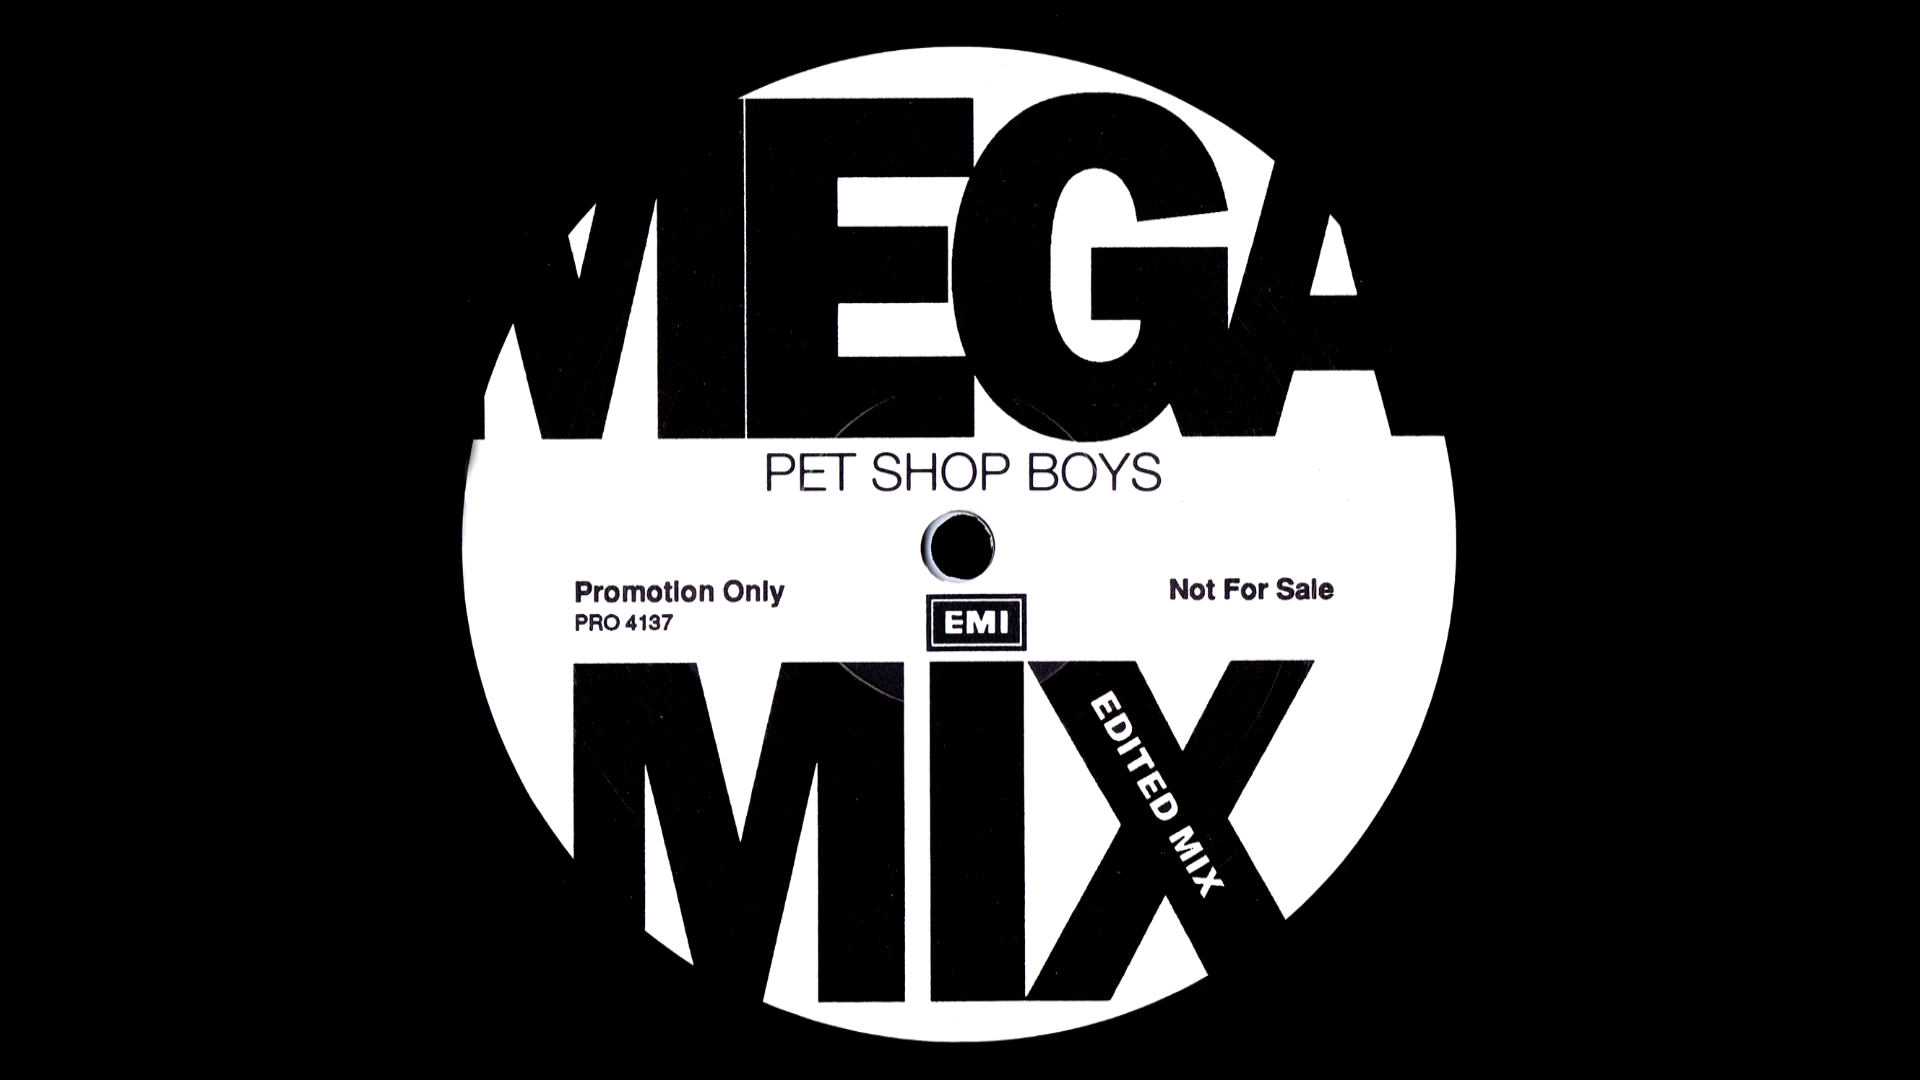 MEGA
PET SHOP BOYS
Promotion Only
PRO 4137
Not For Sale
EMI
MIX
EDITED MIX